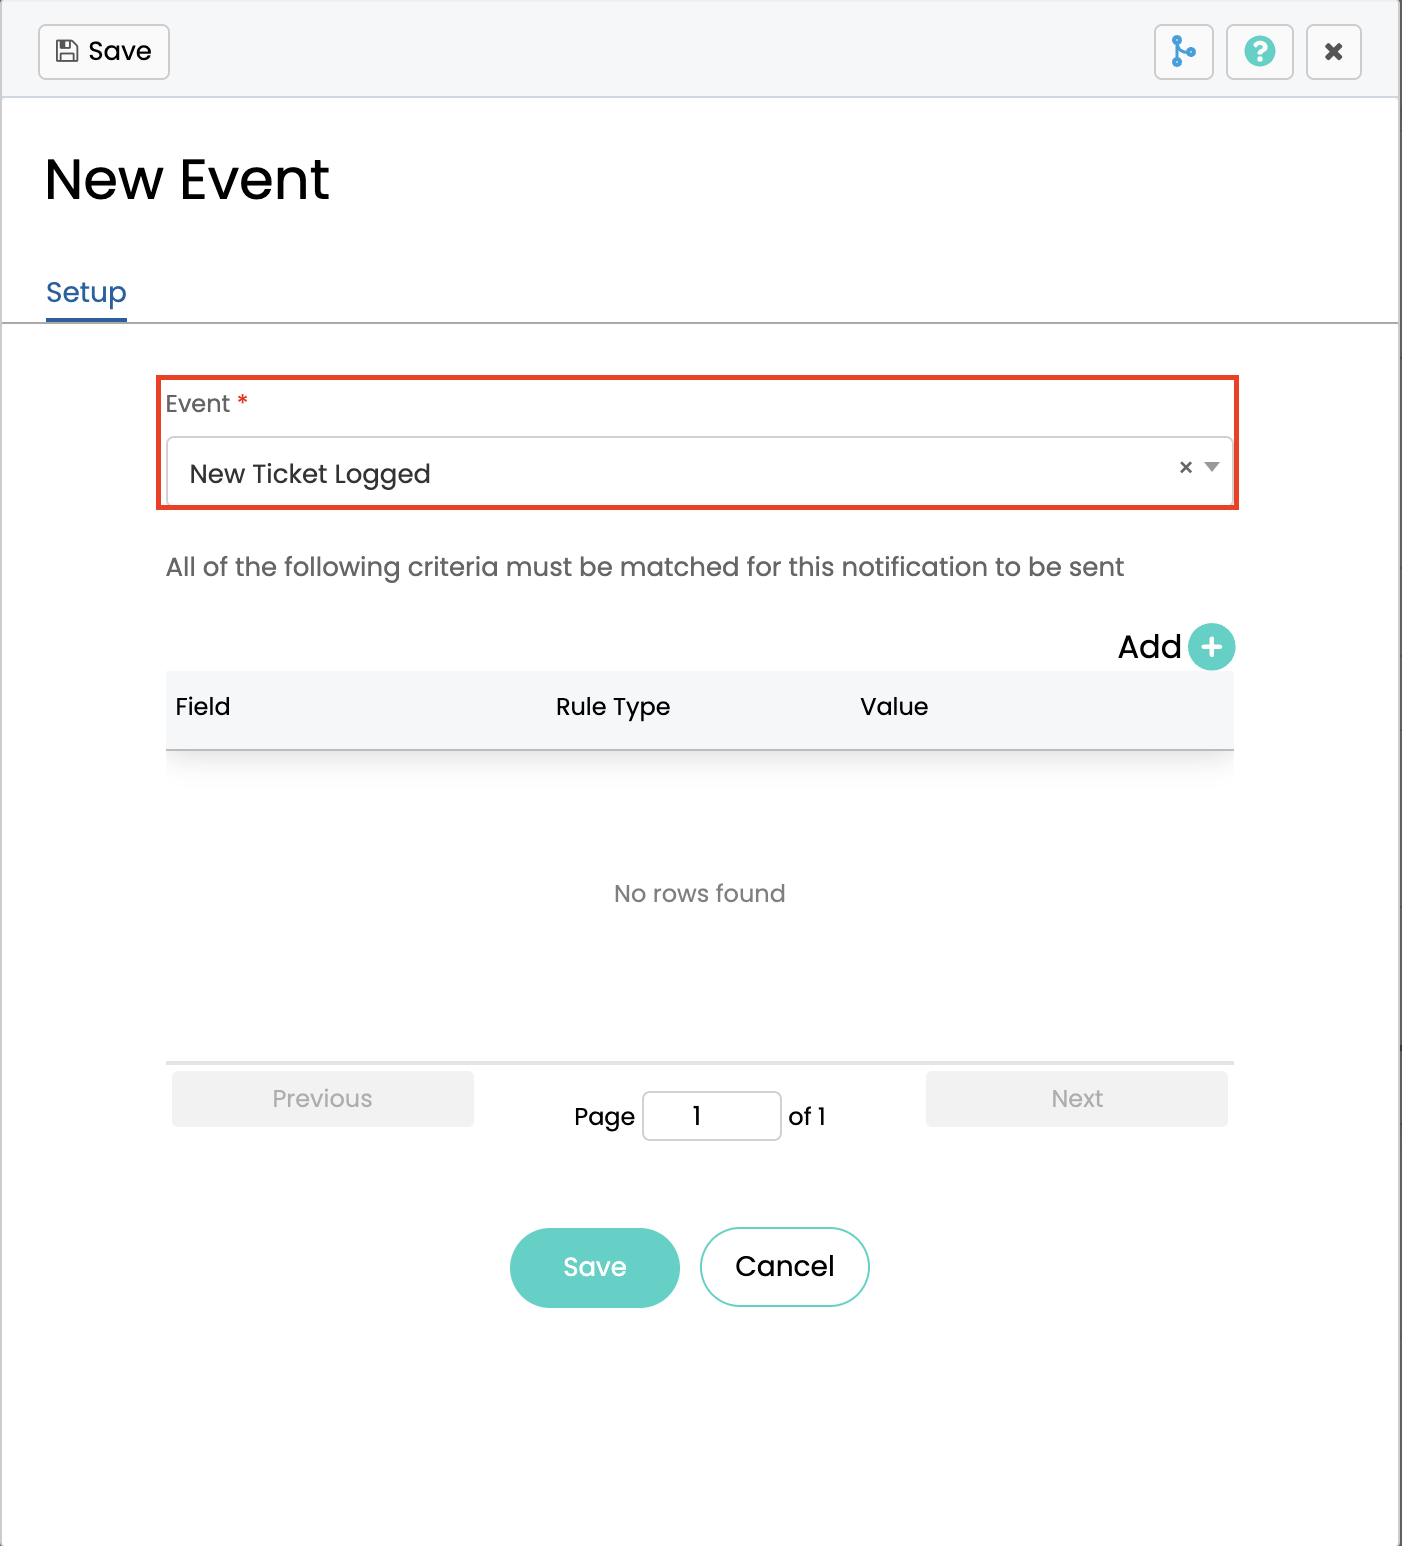 Save
New Event
Setup
Event *
New Ticket Logged
All of the following criteria must be matched for this notification to be sent
Add
Field Rule Type Value
No rows found
Previous Page 1 of 1 Next
Save Cancel